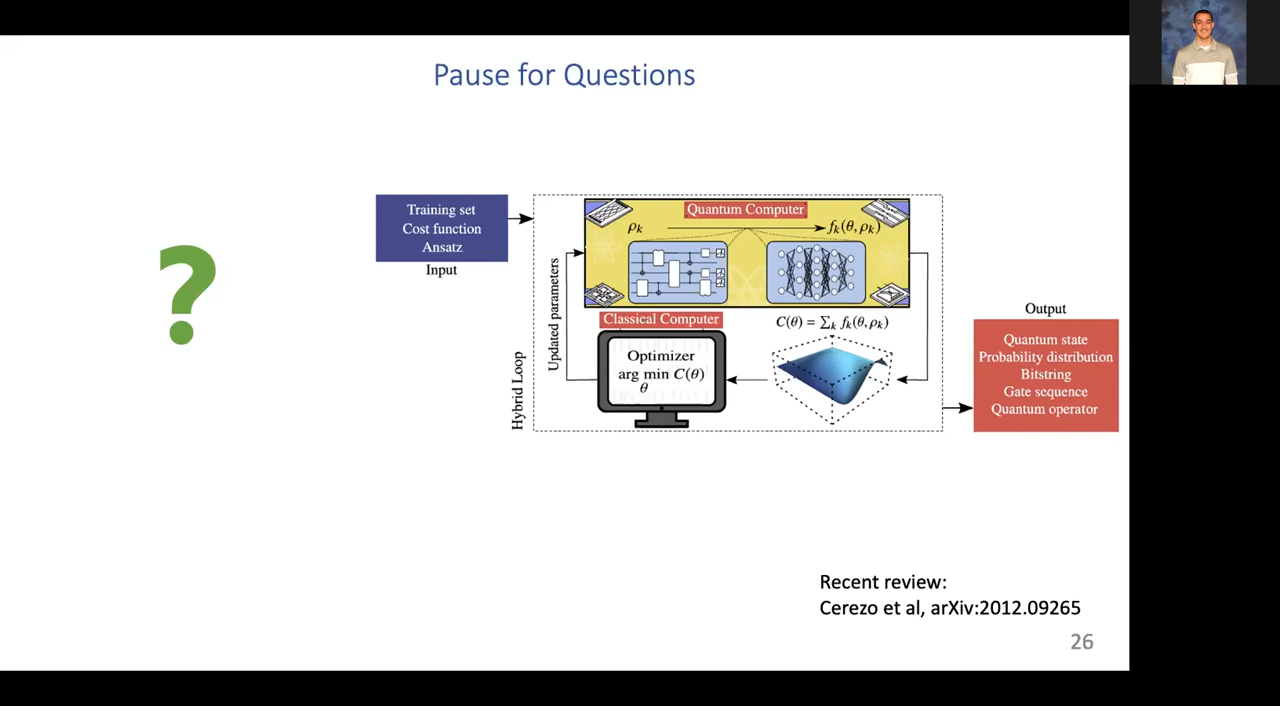 Pause for Questions
?
Training set
Cost function
Ansatz
Input
Hybrid Loop
Updated parameters
Quantum Computer
ρₖ
fₖ(θ,ρₖ)
Classical Computer
Optimizer
arg min C(θ)
θ
C(θ) = ∑ₖ fₖ(θ,ρₖ)
Output
Quantum state
Probability distribution
Bitstring
Gate sequence
Quantum operator
Recent review:
Cerezo et al, arXiv:2012.09265
26